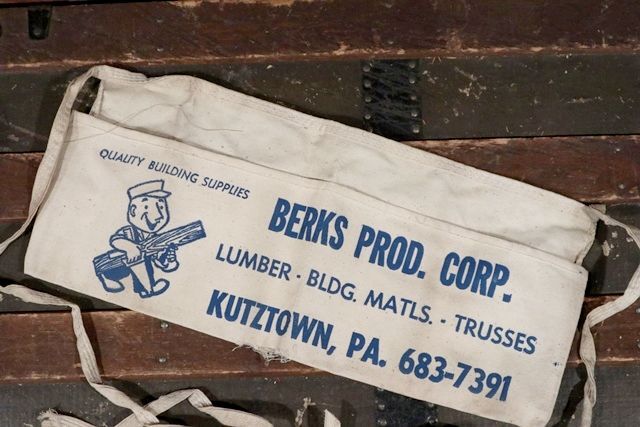 QUALITY BUILDING SUPPLIES
BERKS PROD. CORP.
LUMBER · BLDG. MATLS. · TRUSSES
KUTZTOWN, PA. 683-7391